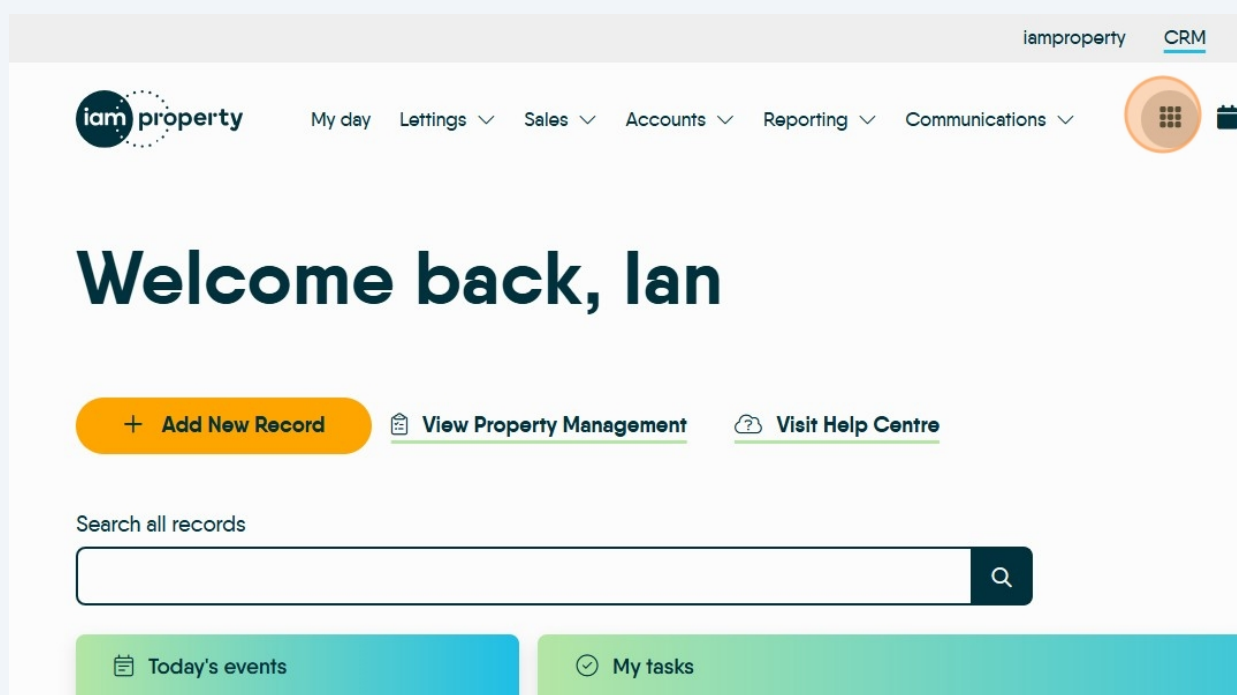 iamproperty CRM
iam property My day Lettings Sales Accounts Reporting Communications
Welcome back, Ian
Add New Record View Property Management Visit Help Centre
Search all records
Today's events My tasks